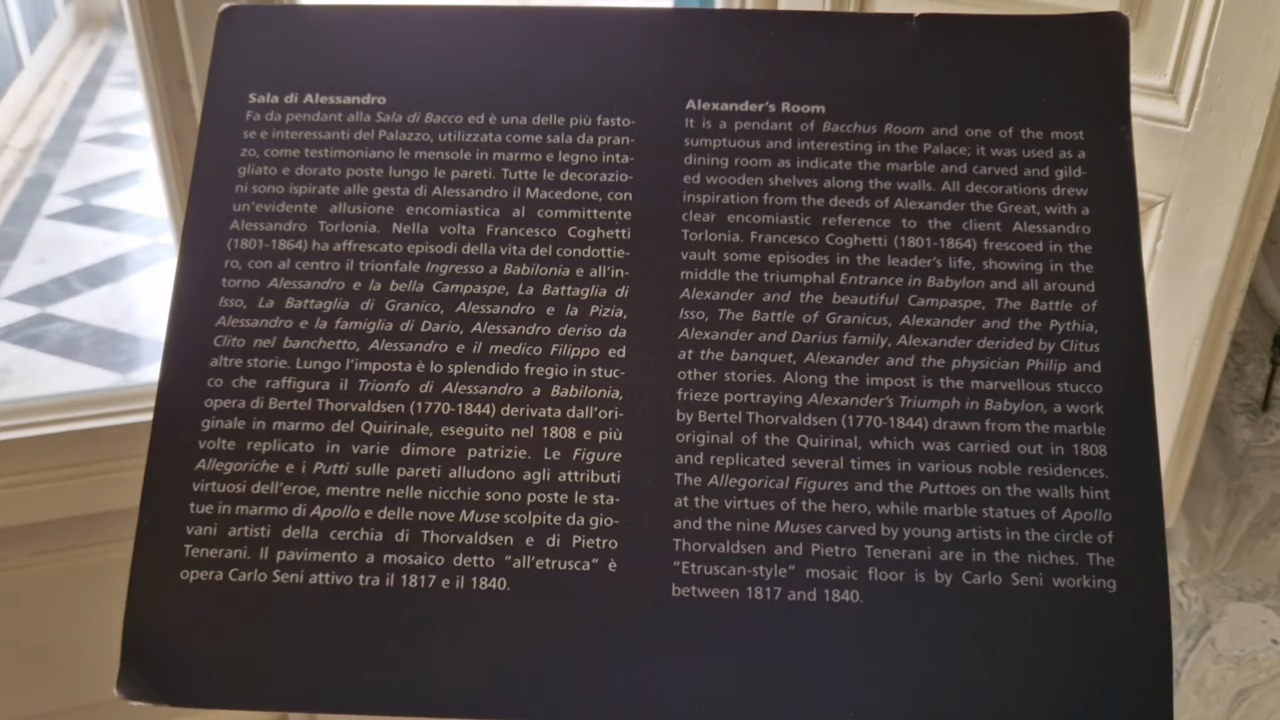 Sala di Alessandro
Fa da pendant alla Sala di Bacco ed è una delle più fasto-
se e interessanti del Palazzo, utilizzata come sala da pran-
zo, come testimoniano le mensole in marmo e legno inta-
gliato e dorato poste lungo le pareti. Tutte le decorazio-
ni sono ispirate alle gesta di Alessandro il Macedone, con
un'evidente allusione encomiastica al committente
Alessandro Torlonia. Nella volta Francesco Coghetti
(1801-1864) ha affrescato episodi della vita del condottie-
ro, con al centro il trionfale Ingresso a Babilonia e all'in-
torno Alessandro e la bella Campaspe, La Battaglia di
Isso, La Battaglia di Granico, Alessandro e la Pizia,
Alessandro e la famiglia di Dario, Alessandro deriso da
Clito nel banchetto, Alessandro e il medico Filippo ed
altre storie. Lungo l'imposta è lo splendido fregio in stuc-
co che raffigura il Trionfo di Alessandro a Babilonia,
opera di Bertel Thorvaldsen (1770-1844) derivata dall'ori-
ginale in marmo del Quirinale, eseguito nel 1808 e più
volte replicato in varie dimore patrizie. Le Figure
Allegoriche e i Putti sulle pareti alludono agli attributi
virtuosi dell'eroe, mentre nelle nicchie sono poste le sta-
tue in marmo di Apollo e delle nove Muse scolpite da gio-
vani artisti della cerchia di Thorvaldsen e di Pietro
Tenerani. Il pavimento a mosaico detto "all'etrusca" è
opera Carlo Seni attivo tra il 1817 e il 1840.
Alexander's Room
It is a pendant of Bacchus Room and one of the most
sumptuous and interesting in the Palace; it was used as a
dining room as indicate the marble and carved and gild-
ed wooden shelves along the walls. All decorations drew
inspiration from the deeds of Alexander the Great, with a
clear encomiastic reference to the client Alessandro
Torlonia. Francesco Coghetti (1801-1864) frescoed in the
vault some episodes in the leader's life, showing in the
middle the triumphal Entrance in Babylon and all around
Alexander and the beautiful Campaspe, The Battle of
Isso, The Battle of Granicus, Alexander and the Pythia,
Alexander and Darius family, Alexander derided by Clitus
at the banquet, Alexander and the physician Philip and
other stories. Along the impost is the marvellous stucco
frieze portraying Alexander's Triumph in Babylon, a work
by Bertel Thorvaldsen (1770-1844) drawn from the marble
original of the Quirinal, which was carried out in 1808
and replicated several times in various noble residences.
The Allegorical Figures and the Puttoes on the walls hint
at the virtues of the hero, while marble statues of Apollo
and the nine Muses carved by young artists in the circle of
Thorvaldsen and Pietro Tenerani are in the niches. The
"Etruscan-style" mosaic floor is by Carlo Seni working
between 1817 and 1840.